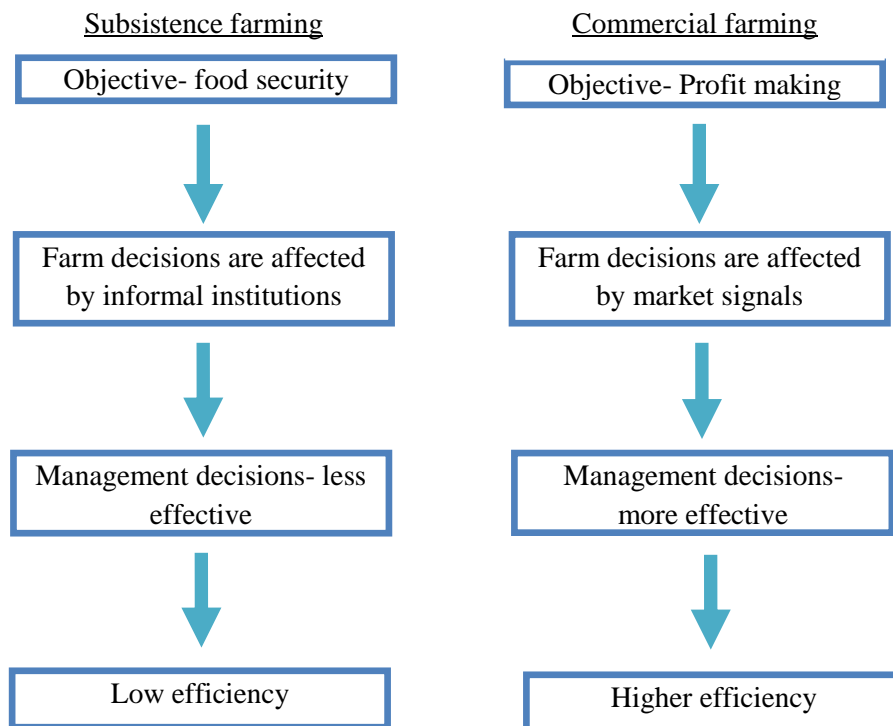 Subsistence farming
Objective- food security
Farm decisions are affected
by informal institutions
Management decisions- less
effective
Low efficiency
Commercial farming
Objective- Profit making
Farm decisions are affected
by market signals
Management decisions-
more effective
Higher efficiency